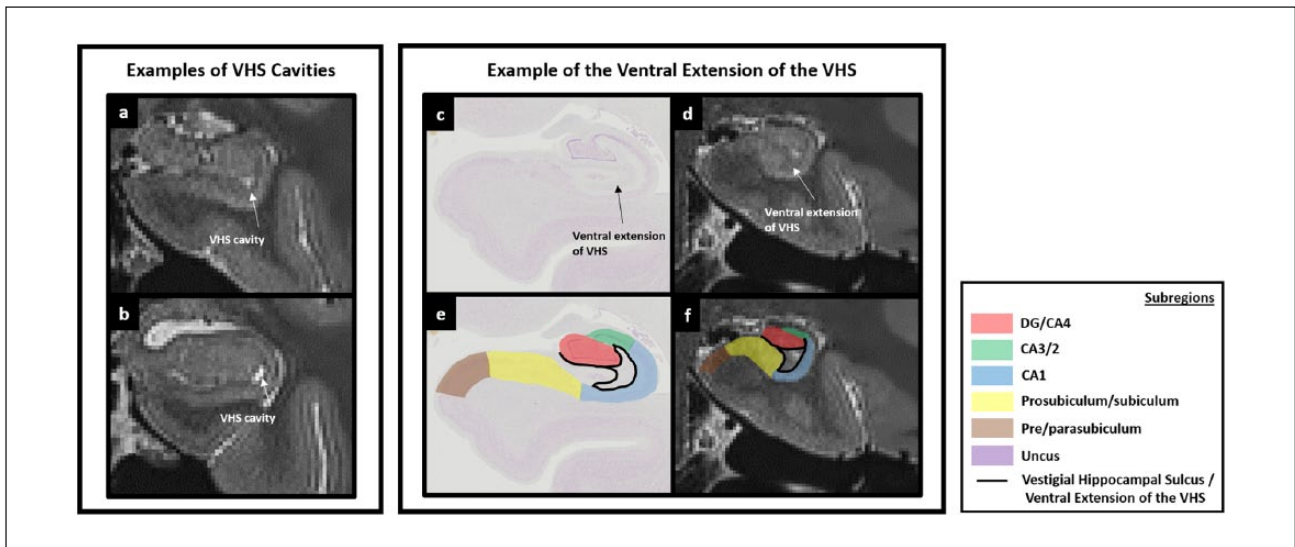 Examples of VHS Cavities
a
VHS cavity
b
VHS cavity
Example of the Ventral Extension of the VHS
c
Ventral extension
of VHS
d
Ventral extension
of VHS
e
f
Subregions
DG/CA4
CA3/2
CA1
Prosubiculum/subiculum
Pre/parasubiculum
Uncus
Vestigial Hippocampal Sulcus /
Ventral Extension of the VHS